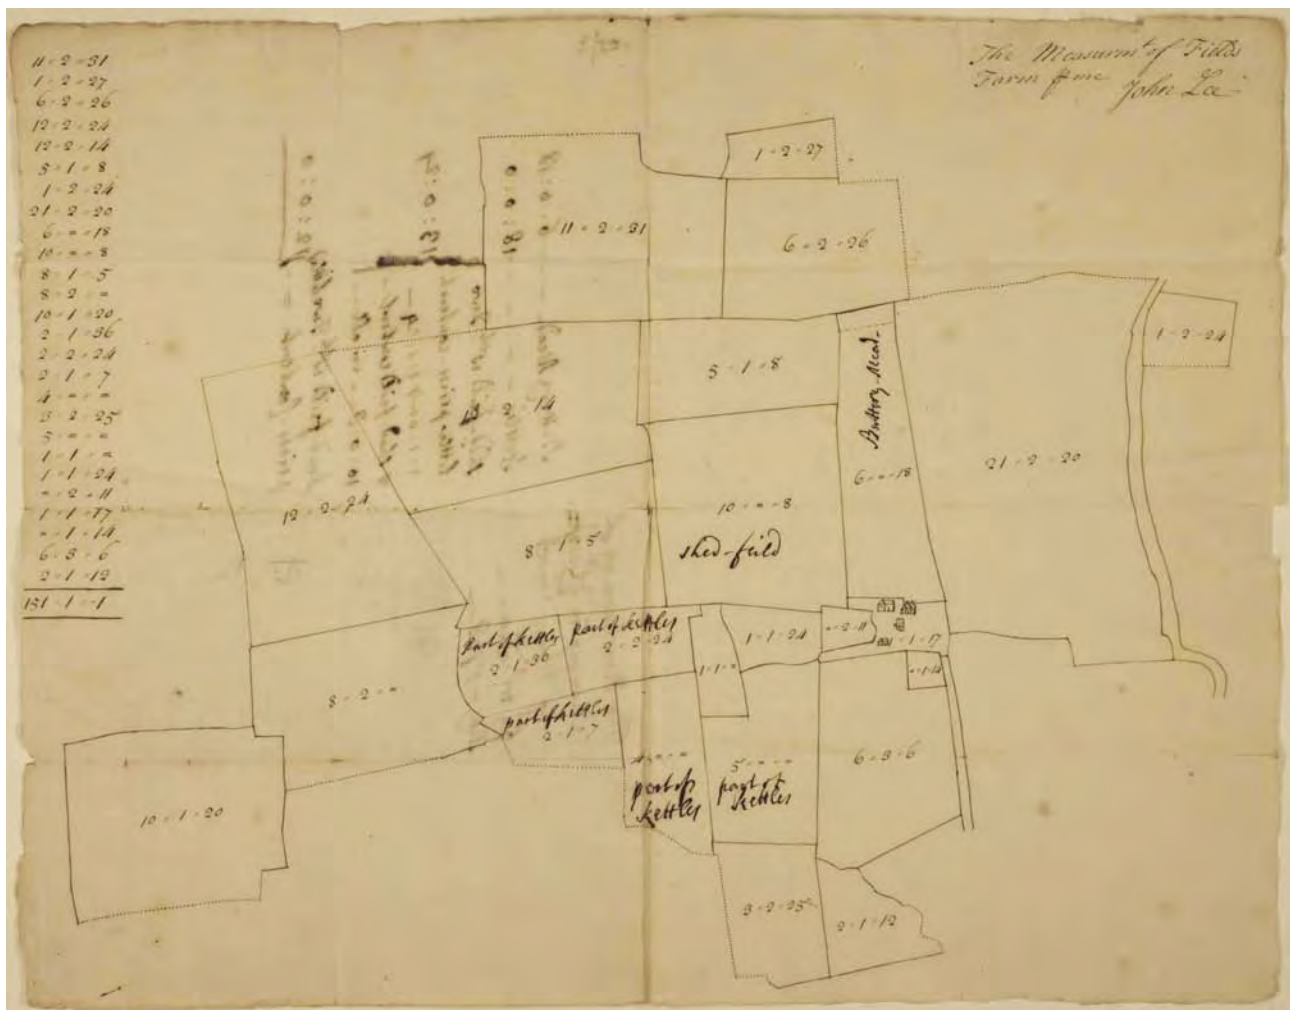 The Measurmt of Fields
Farm
John Lee
11 = 2 = 31
1 = 2 = 27
6 = 2 = 26
12 = 2 = 24
12 = 2 = 14
5 = 1 = 8
1 = 2 = 24
21 = 2 = 20
6 = = = 18
10 = = = 8
8 = 1 = 5
8 = 2 = =
10 = 1 = 20
2 = 1 = 36
2 = 2 = 24
2 = 1 = 7
4 = = = =
3 = 2 = 25
5 = = = =
1 = 1 = =
1 = 1 = 24
= 2 = 11
1 = 1 = 17
= 1 = 14
6 = 3 = 6
2 = 1 = 12
151 = 1 = 1
1 = 2 = 27
11 = 2 = 31
6 = 2 = 26
1 = 2 = 24
5 = 1 = 8
Buttery-Mead-
14
21 = 2 = 20
6 = = = 18
12 = 2 = 24
10 = = = 8
8 = 1 = 5
shed-feild
part of kettles
2 = 1 = 36
part of kettles
2 = 2 = 24
1 = 1 = 24
= 2 = 11
1 = 17
1 = 1 = =
= 1 = 14
8 = 2 = =
part of kettles
2 = 1 = 7
4 = = = =
part of
kettles
5 = = = =
part of
kettles
6 = 3 = 6
10 = 1 = 20
3 = 2 = 25
2 = 1 = 12